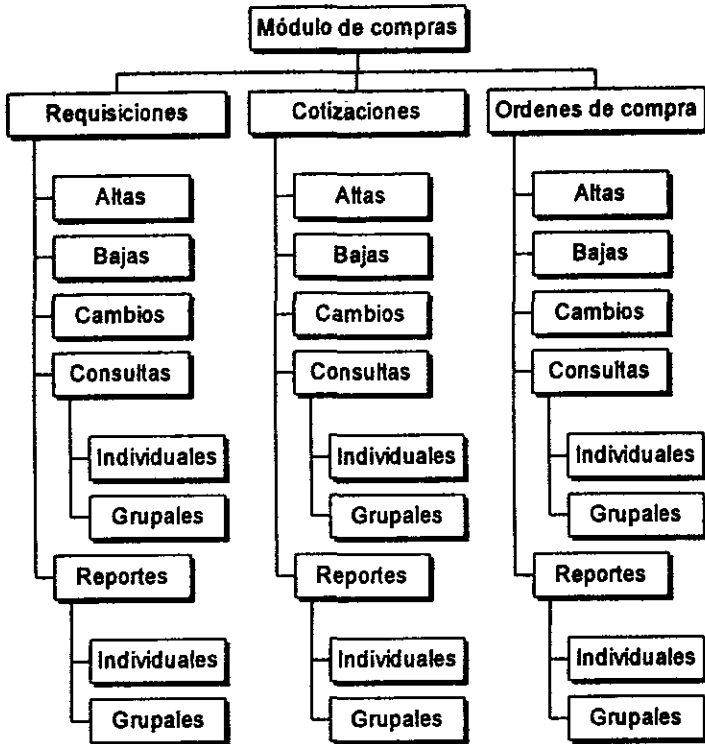 Módulo de compras
Requisiciones
Cotizaciones
Ordenes de compra
Altas
Altas
Altas
Bajas
Bajas
Bajas
Cambios
Cambios
Cambios
Consultas
Consultas
Consultas
Individuales
Individuales
Individuales
Grupales
Grupales
Grupales
Reportes
Reportes
Reportes
Individuales
Individuales
Individuales
Grupales
Grupales
Grupales